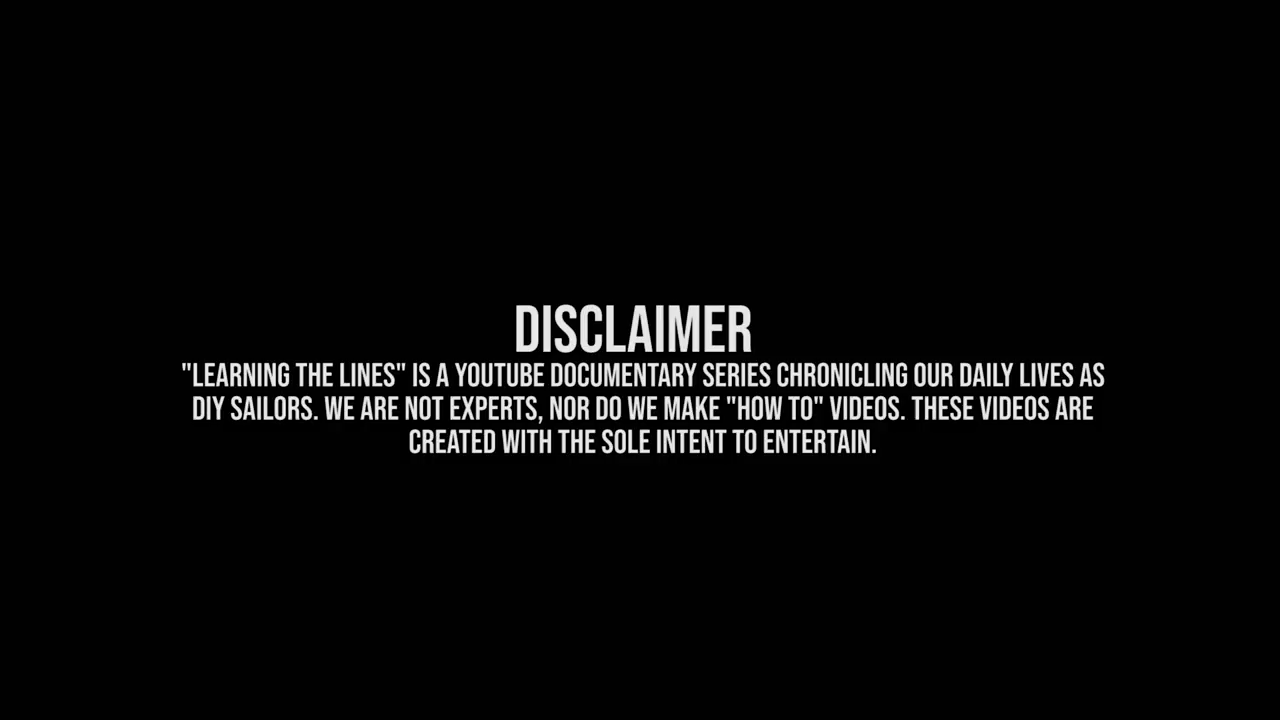 DISCLAIMER
"LEARNING THE LINES" IS A YOUTUBE DOCUMENTARY SERIES CHRONICLING OUR DAILY LIVES AS
DIY SAILORS. WE ARE NOT EXPERTS, NOR DO WE MAKE "HOW TO" VIDEOS. THESE VIDEOS ARE
CREATED WITH THE SOLE INTENT TO ENTERTAIN.